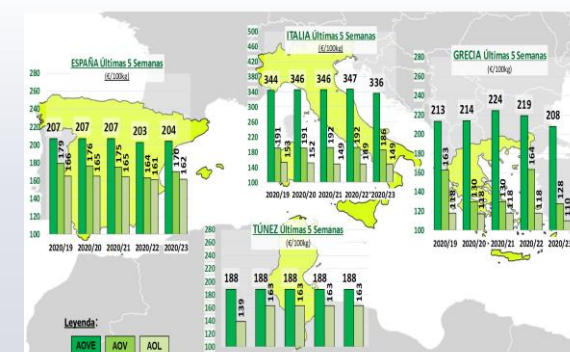 ESPAÑA Últimas 5 Semanas
(€/100kg)
280
260
240
220
200
180
160
140
120
100
207 207 207 203 204
179 166 176 165 175 165 164 161 170 162
2020/19 2020/20 2020/21 2020/22 2020/23
ITALIA Últimas 5 Semanas
(€/100kg)
500
460
420
380
340
300
260
220
180
140
100
344 346 346 347 336
191 153 191 152 192 149 192 149 186 149
2020/19 2020/20 2020/21 2020/22 2020/23
GRECIA Últimas 5 Semanas
(€/100kg)
280
260
240
220
200
180
160
140
120
100
213 214 224 219 208
163 118 130 118 130 118 164 118 128 110
2020/19 2020/20 2020/21 2020/22 2020/23
TÚNEZ Últimas 5 Semanas
(€/100kg)
280
260
240
220
200
180
160
140
120
100
188 188 188 188 188
139 163 163 163 163
Leyenda:
AOVE AOV AOL